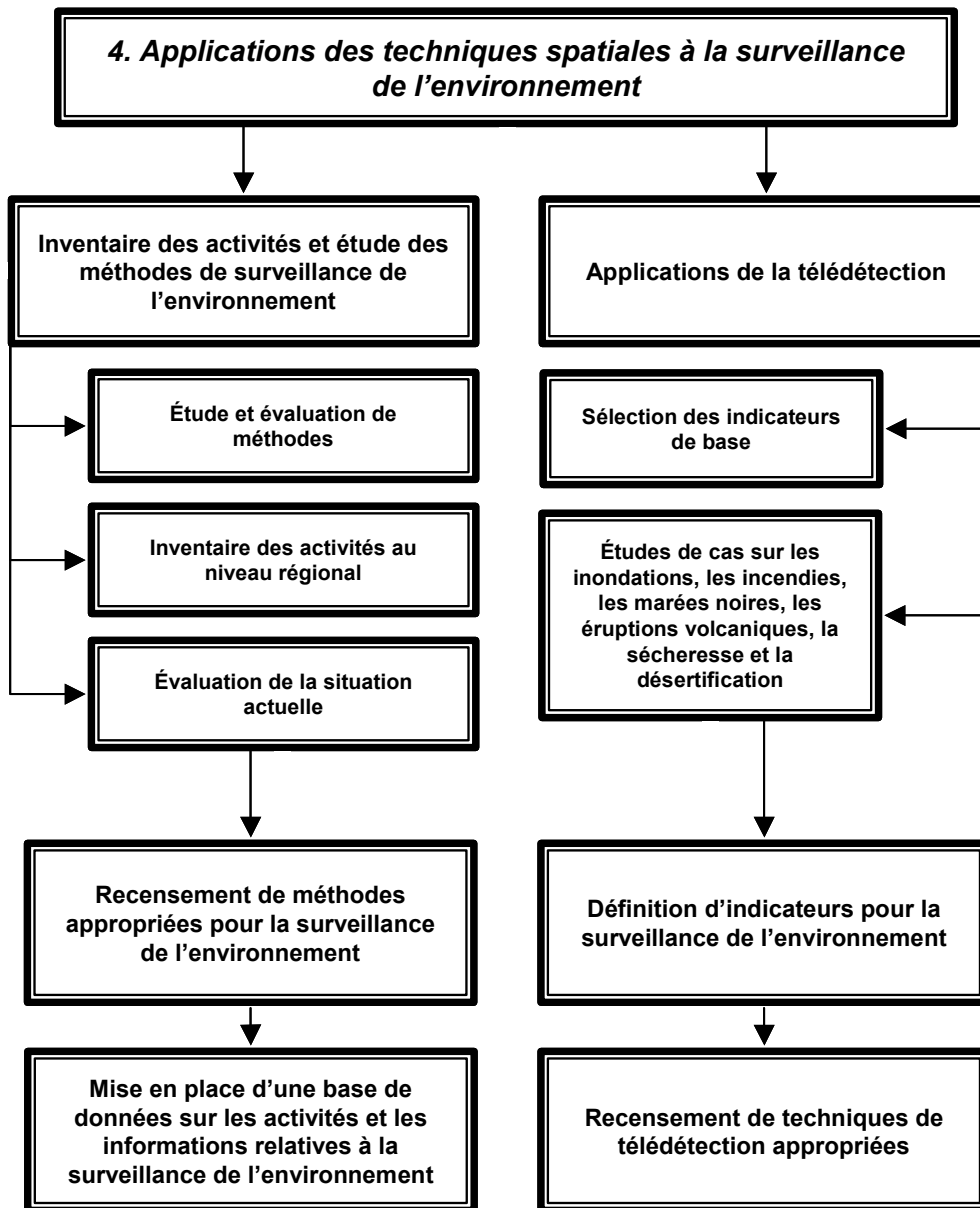 4. Applications des techniques spatiales à la surveillance
de l’environnement
Inventaire des activités et étude des
méthodes de surveillance de
l’environnement
Applications de la télédétection
Étude et évaluation de
méthodes
Sélection des indicateurs
de base
Inventaire des activités au
niveau régional
Études de cas sur les
inondations, les incendies,
les marées noires, les
éruptions volcaniques, la
sécheresse et la
désertification
Évaluation de la situation
actuelle
Recensement de méthodes
appropriées pour la surveillance
de l’environnement
Définition d’indicateurs pour la
surveillance de l’environnement
Mise en place d’une base de
données sur les activités et les
informations relatives à la
surveillance de l’environnement
Recensement de techniques de
télédétection appropriées